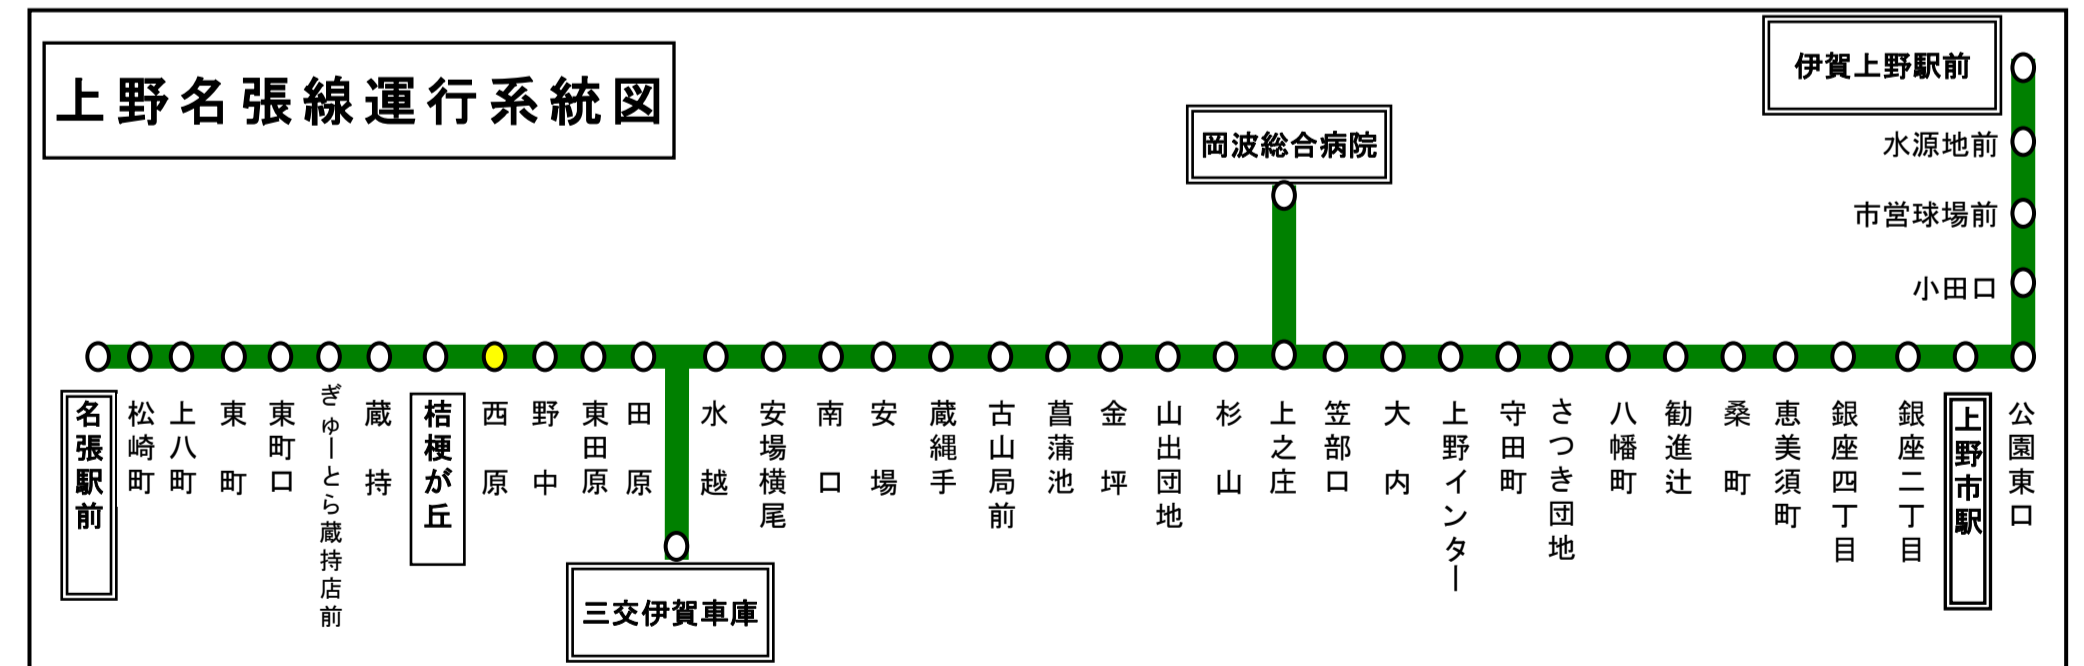 上野名張線運行系統図
伊賀上野駅前
岡波総合病院
水源地前
市営球場前
小田口
名張駅前
松崎町
上八町
東町
東町口
ぎゅーとら蔵持店前
蔵持
桔梗が丘
西原
野中
東田原
田原
水越
安場横尾
南口
安場
蔵縄手
古山局前
菖蒲池
金坪
山出団地
杉山
上之庄
笠部口
大内
上野インター
守田町
さつき団地
八幡町
勧進辻
桑町
恵美須町
銀座四丁目
銀座二丁目
上野市駅
公園東口
三交伊賀車庫